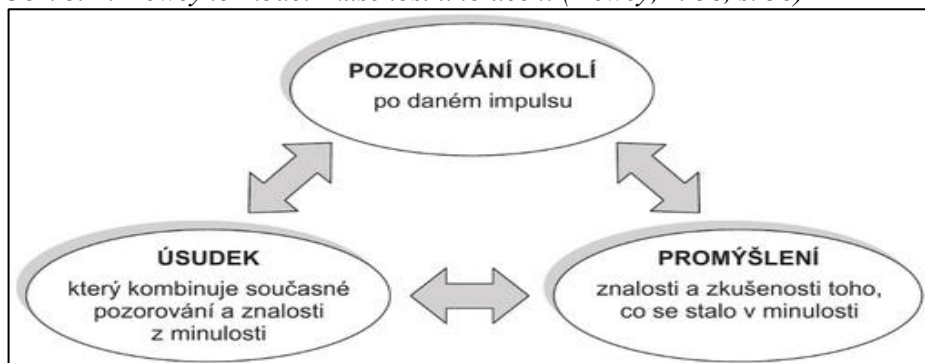 POZOROVÁNÍ OKOLÍ
po daném impulsu
ÚSUDEK
který kombinuje současné
pozorování a znalosti
z minulosti
PROMÝŠLENÍ
znalosti a zkušenosti toho,
co se stalo v minulosti